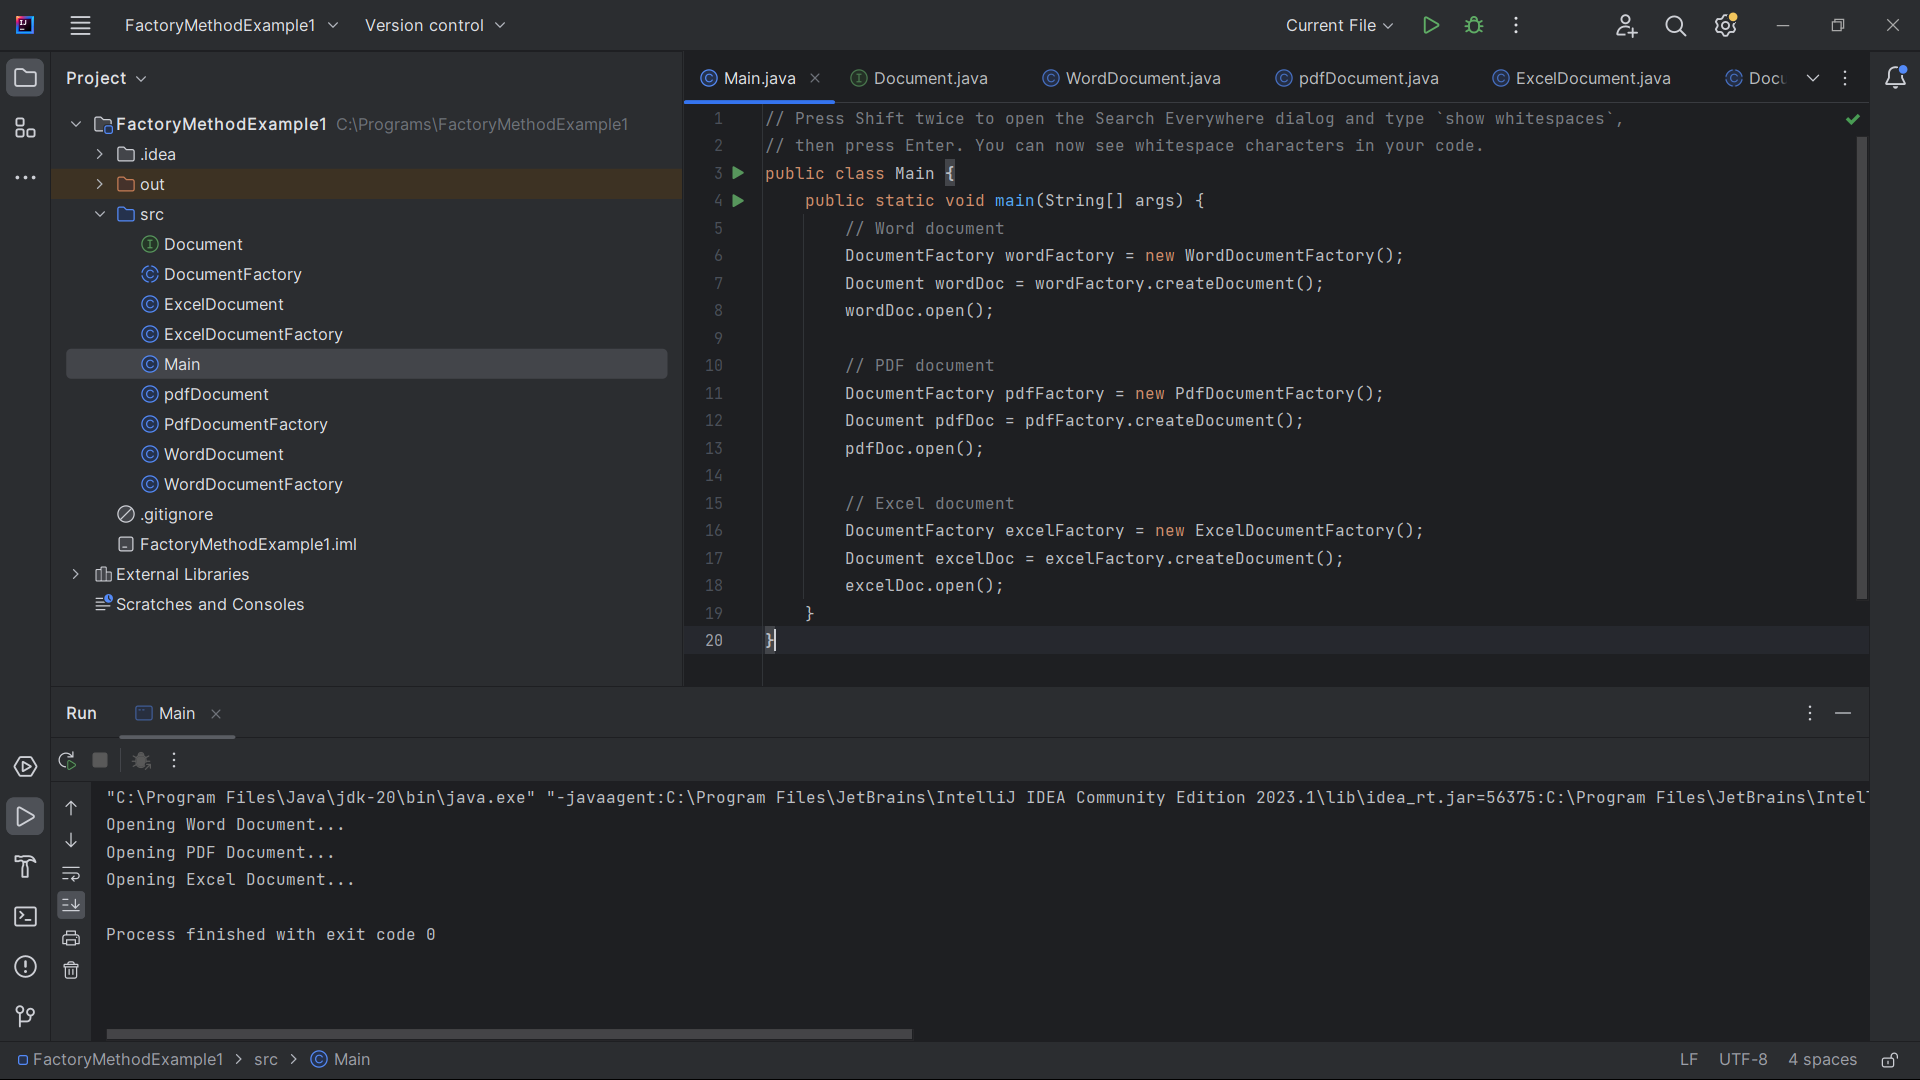 FactoryMethodExample1 Version control Current File
Project
Main.java Document.java WordDocument.java pdfDocument.java ExcelDocument.java
FactoryMethodExample1 C:\Programs\FactoryMethodExample1
.idea
out
src
Document
DocumentFactory
ExcelDocument
ExcelDocumentFactory
Main
pdfDocument
PdfDocumentFactory
WordDocument
WordDocumentFactory
.gitignore
FactoryMethodExample1.iml
External Libraries
Scratches and Consoles
1 // Press Shift twice to open the Search Everywhere dialog and type `show whitespaces`,
2 // then press Enter. You can now see whitespace characters in your code.
3 public class Main {
4 public static void main(String[] args) {
5 // Word document
6 DocumentFactory wordFactory = new WordDocumentFactory();
7 Document wordDoc = wordFactory.createDocument();
8 wordDoc.open();
9
10 // PDF document
11 DocumentFactory pdfFactory = new PdfDocumentFactory();
12 Document pdfDoc = pdfFactory.createDocument();
13 pdfDoc.open();
14
15 // Excel document
16 DocumentFactory excelFactory = new ExcelDocumentFactory();
17 Document excelDoc = excelFactory.createDocument();
18 excelDoc.open();
19 }
20 }
Run Main
"C:\Program Files\Java\jdk-20\bin\java.exe" "-javaagent:C:\Program Files\JetBrains\IntelliJ IDEA Community Edition 2023.1\lib\idea_rt.jar=56375:C:\Program Files\JetBrains\Intel
Opening Word Document...
Opening PDF Document...
Opening Excel Document...
Process finished with exit code 0
FactoryMethodExample1 > src > Main LF UTF-8 4 spaces